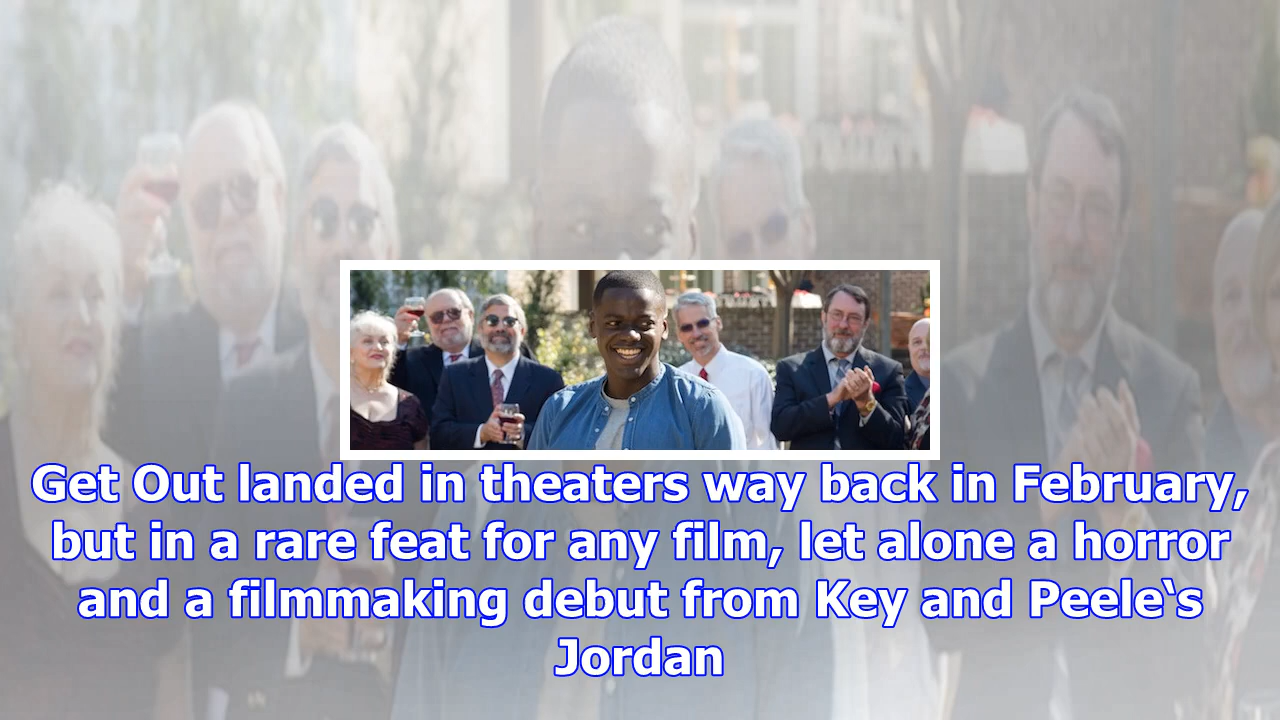 Get Out landed in theaters way back in February,
but in a rare feat for any film, let alone a horror
and a filmmaking debut from Key and Peele‘s
Jordan